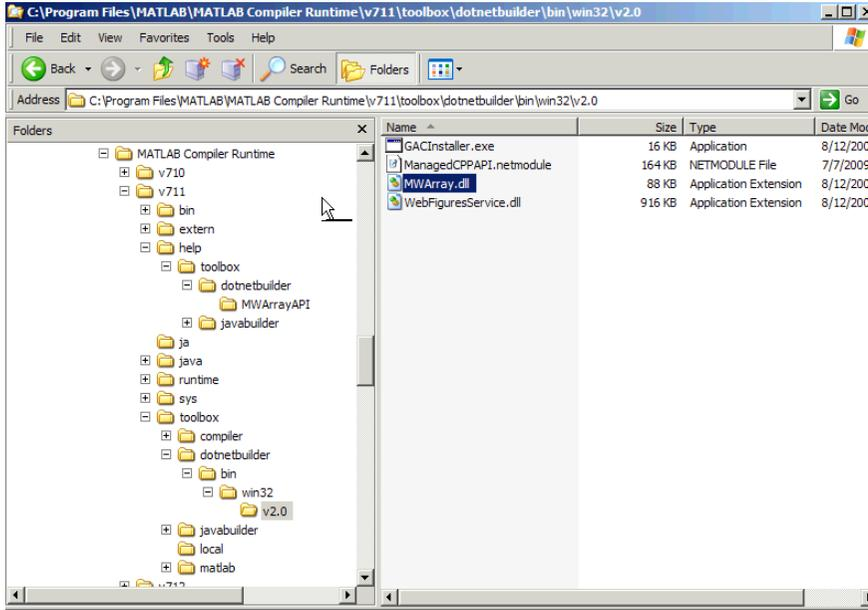 C:\Program Files\MATLAB\MATLAB Compiler Runtime\v711\toolbox\dotnetbuilder\bin\win32\v2.0
File Edit View Favorites Tools Help
Back Search Folders
Address C:\Program Files\MATLAB\MATLAB Compiler Runtime\v711\toolbox\dotnetbuilder\bin\win32\v2.0 Go
Folders x
Name Size Type Date Mod
MATLAB Compiler Runtime
v710
v711
bin
extern
help
toolbox
dotnetbuilder
MWArrayAPI
javabuilder
ja
java
runtime
sys
toolbox
compiler
dotnetbuilder
bin
win32
v2.0
javabuilder
local
matlab
v712
GACInstaller.exe 16 KB Application 8/12/200
ManagedCPPAPI.netmodule 164 KB NETMODULE File 7/7/2009
MWArray.dll 88 KB Application Extension 8/12/200
WebFiguresService.dll 916 KB Application Extension 8/12/200